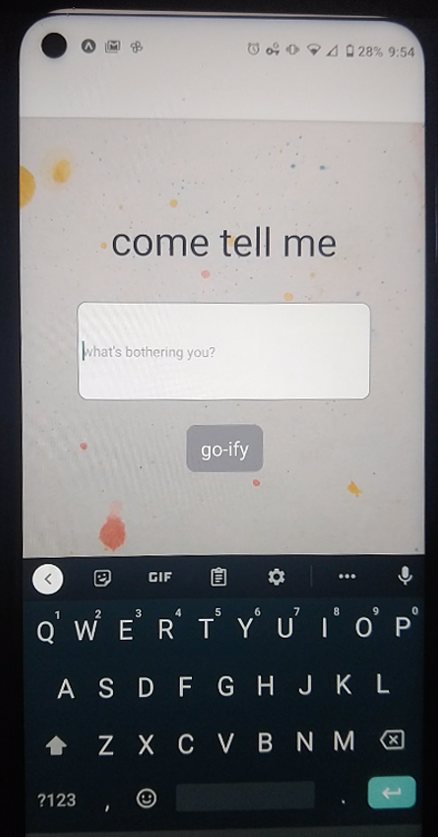 28% 9:54
come tell me
what's bothering you?
go-ify
GIF
1 2 3 4 5 6 7 8 9 0
Q W E R T Y U I O P
A S D F G H J K L
Z X C V B N M
?123 , .